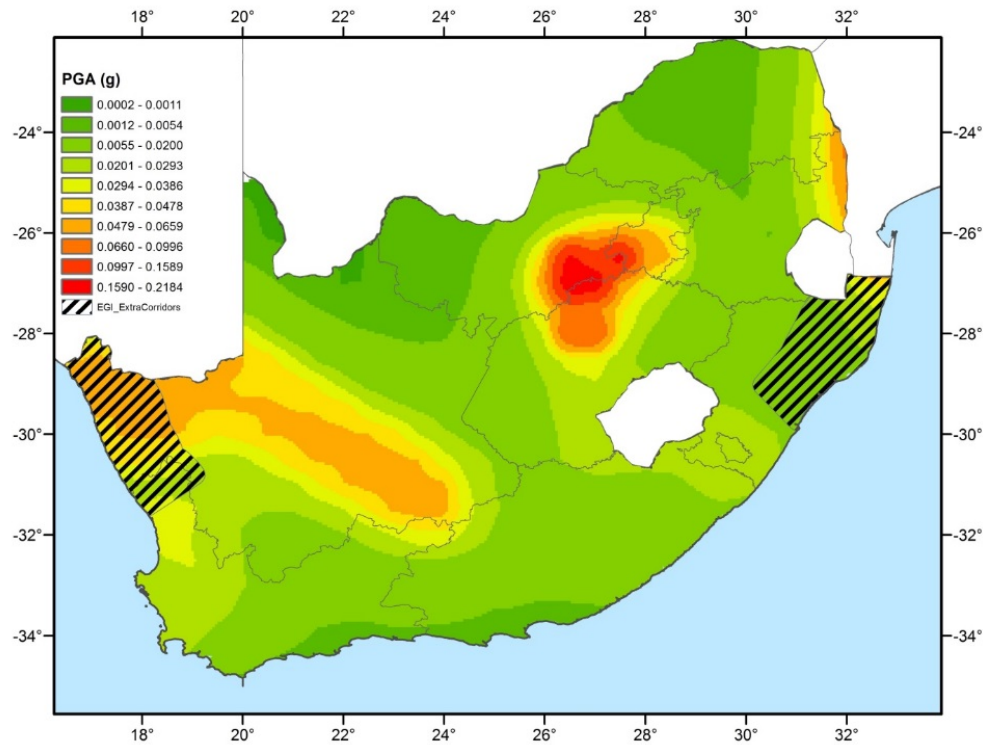 18° 20° 22° 24° 26° 28° 30° 32°
PGA (g)
0.0002 - 0.0011
0.0012 - 0.0054
0.0055 - 0.0200
0.0201 - 0.0293
0.0294 - 0.0386
0.0387 - 0.0478
0.0479 - 0.0659
0.0660 - 0.0996
0.0997 - 0.1589
0.1590 - 0.2184
EGI_ExtraCorridors
-24° -24°
-26° -26°
-28° -28°
-30° -30°
-32° -32°
-34° -34°
18° 20° 22° 24° 26° 28° 30° 32°